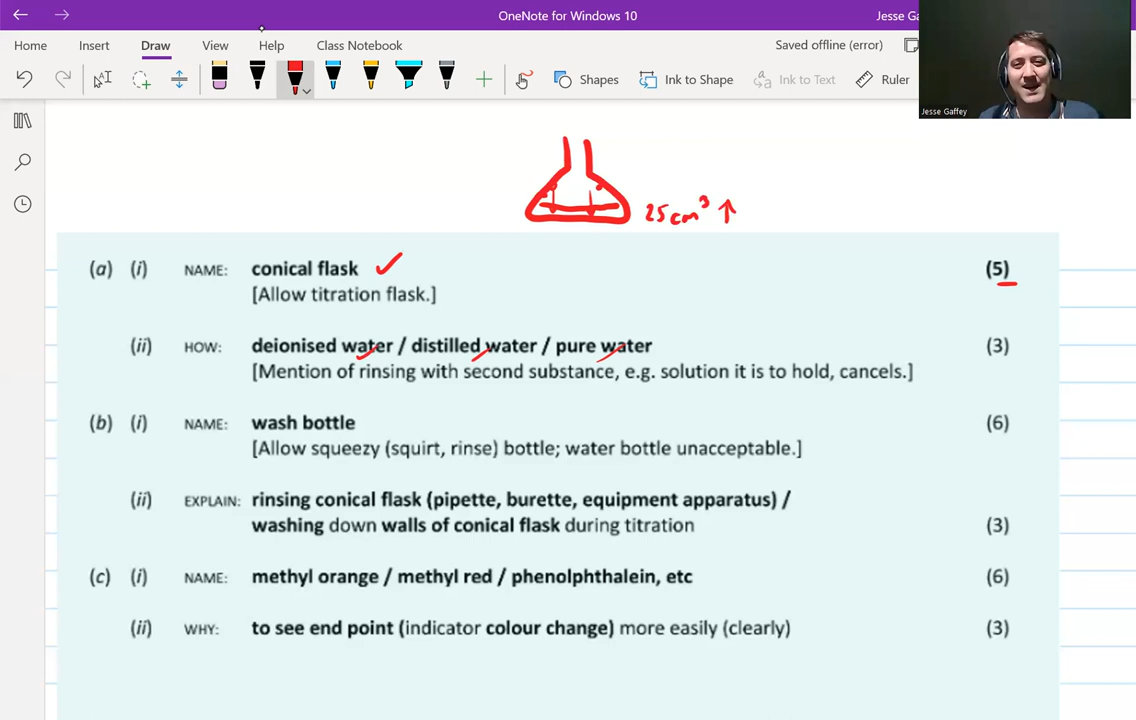 OneNote for Windows 10
Jesse Ga
Home Insert Draw View Help Class Notebook
Saved offline (error)
Shapes Ink to Shape Ink to Text Ruler
Jesse Gaffey
25cm³ ↑
(a) (i) NAME: conical flask ✓ (5)
[Allow titration flask.]
(ii) HOW: deionised water / distilled water / pure water (3)
[Mention of rinsing with second substance, e.g. solution it is to hold, cancels.]
(b) (i) NAME: wash bottle (6)
[Allow squeezy (squirt, rinse) bottle; water bottle unacceptable.]
(ii) EXPLAIN: rinsing conical flask (pipette, burette, equipment apparatus) /
washing down walls of conical flask during titration (3)
(c) (i) NAME: methyl orange / methyl red / phenolphthalein, etc (6)
(ii) WHY: to see end point (indicator colour change) more easily (clearly) (3)